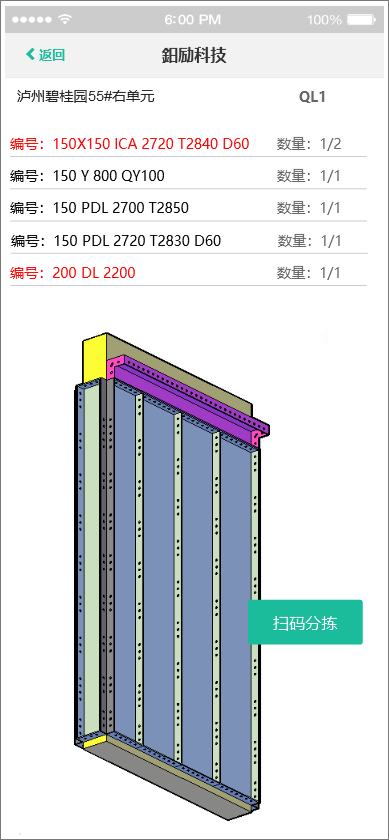 6:00 PM 100%
返回 鈤励科技
泸州碧桂园55#右单元 QL1
编号：150X150 ICA 2720 T2840 D60 数量：1/2
编号：150 Y 800 QY100 数量：1/1
编号：150 PDL 2700 T2850 数量：1/1
编号：150 PDL 2720 T2830 D60 数量：1/1
编号：200 DL 2200 数量：1/1
扫码分拣